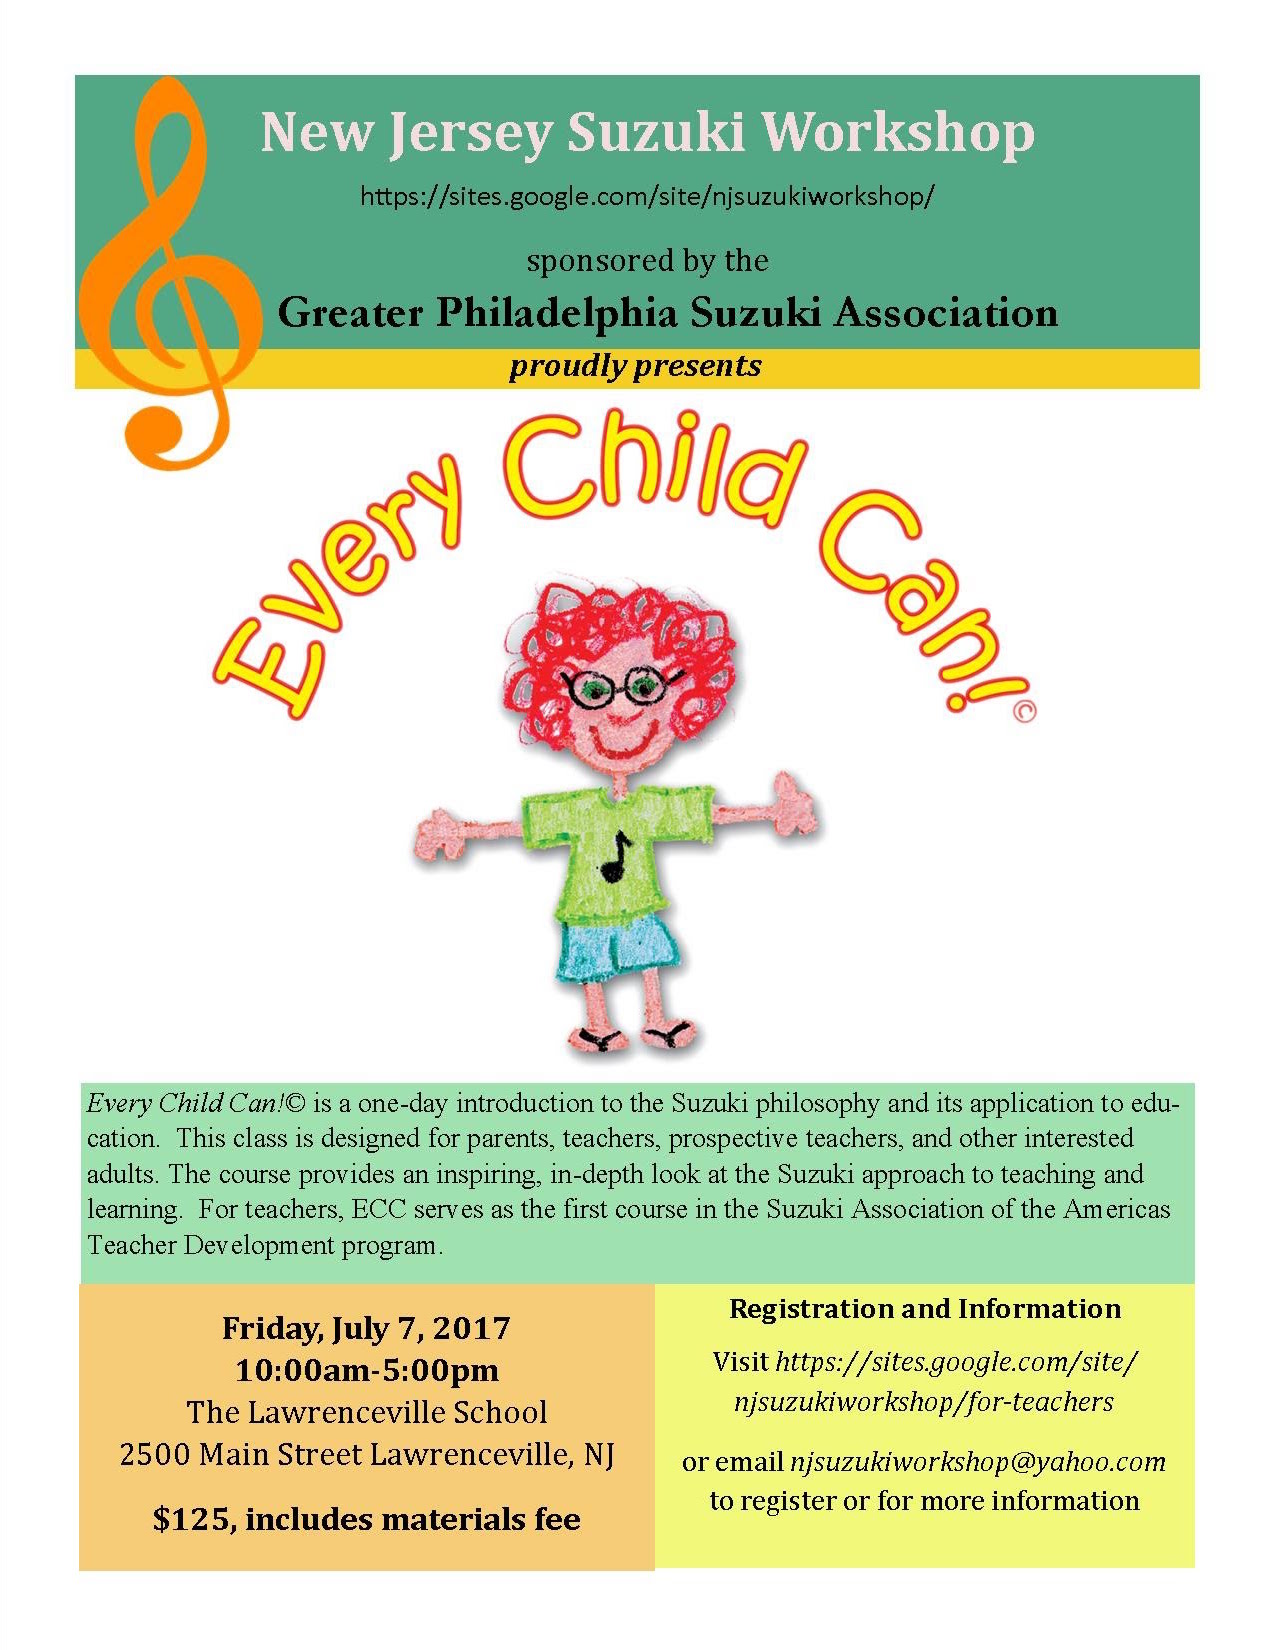 New Jersey Suzuki Workshop
https://sites.google.com/site/njsuzukiworkshop/
sponsored by the
Greater Philadelphia Suzuki Association
proudly presents
Every Child Can!©
Every Child Can!© is a one-day introduction to the Suzuki philosophy and its application to edu-
cation.  This class is designed for parents, teachers, prospective teachers, and other interested
adults. The course provides an inspiring, in-depth look at the Suzuki approach to teaching and
learning.  For teachers, ECC serves as the first course in the Suzuki Association of the Americas
Teacher Development program.
Friday, July 7, 2017
10:00am-5:00pm
The Lawrenceville School
2500 Main Street Lawrenceville, NJ
$125, includes materials fee
Registration and Information
Visit https://sites.google.com/site/
njsuzukiworkshop/for-teachers
or email njsuzukiworkshop@yahoo.com
to register or for more information